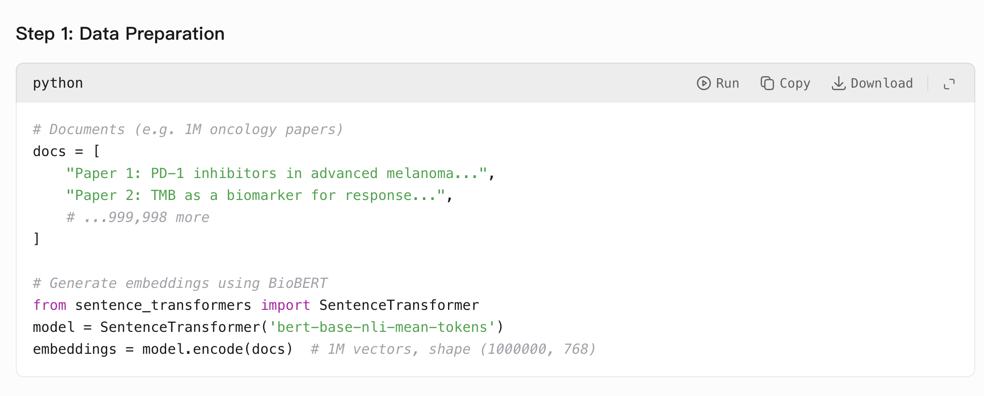 Step 1: Data Preparation
python
Run
Copy
Download
# Documents (e.g. 1M oncology papers)
docs = [
    "Paper 1: PD-1 inhibitors in advanced melanoma...",
    "Paper 2: TMB as a biomarker for response...",
    # ...999,998 more
]
# Generate embeddings using BioBERT
from sentence_transformers import SentenceTransformer
model = SentenceTransformer('bert-base-nli-mean-tokens')
embeddings = model.encode(docs)  # 1M vectors, shape (1000000, 768)